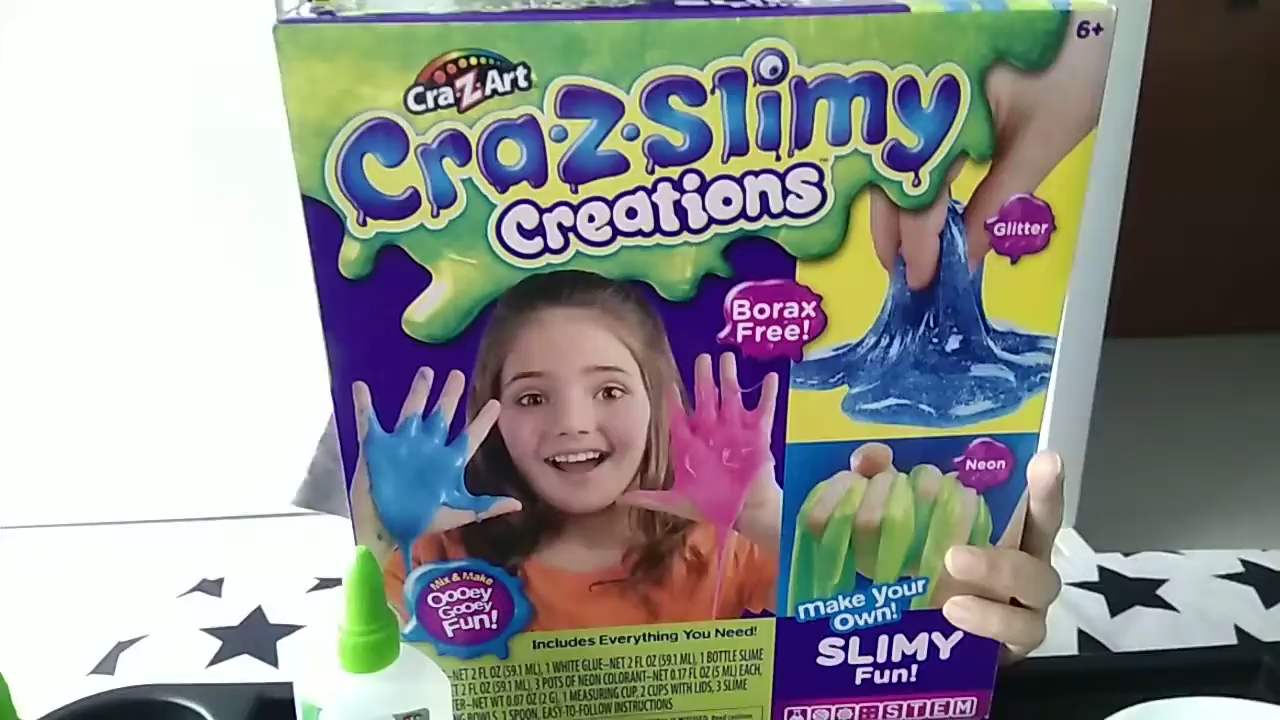 6+
Cra·Z·Art
Cra·Z·Slimy
Creations™
Glitter
Borax
Free!
Neon
Mix & Make
Oooey
Gooey
Fun!
make your
Own!
SLIMY
Fun!
Includes Everything You Need!
NET 2 FL OZ (59.1 ML), 1 WHITE GLUE–NET 2 FL OZ (59.1 ML), 1 BOTTLE SLIME
2 FL OZ (59.1 ML), 3 POTS OF NEON COLORANT–NET 0.17 FL OZ (5 ML) EACH,
NET WT 0.07 OZ (2 G), 1 MEASURING CUP, 2 CUPS WITH LIDS, 3 SLIME
BOWLS, 1 SPOON, EASY-TO-FOLLOW INSTRUCTIONS
STEM